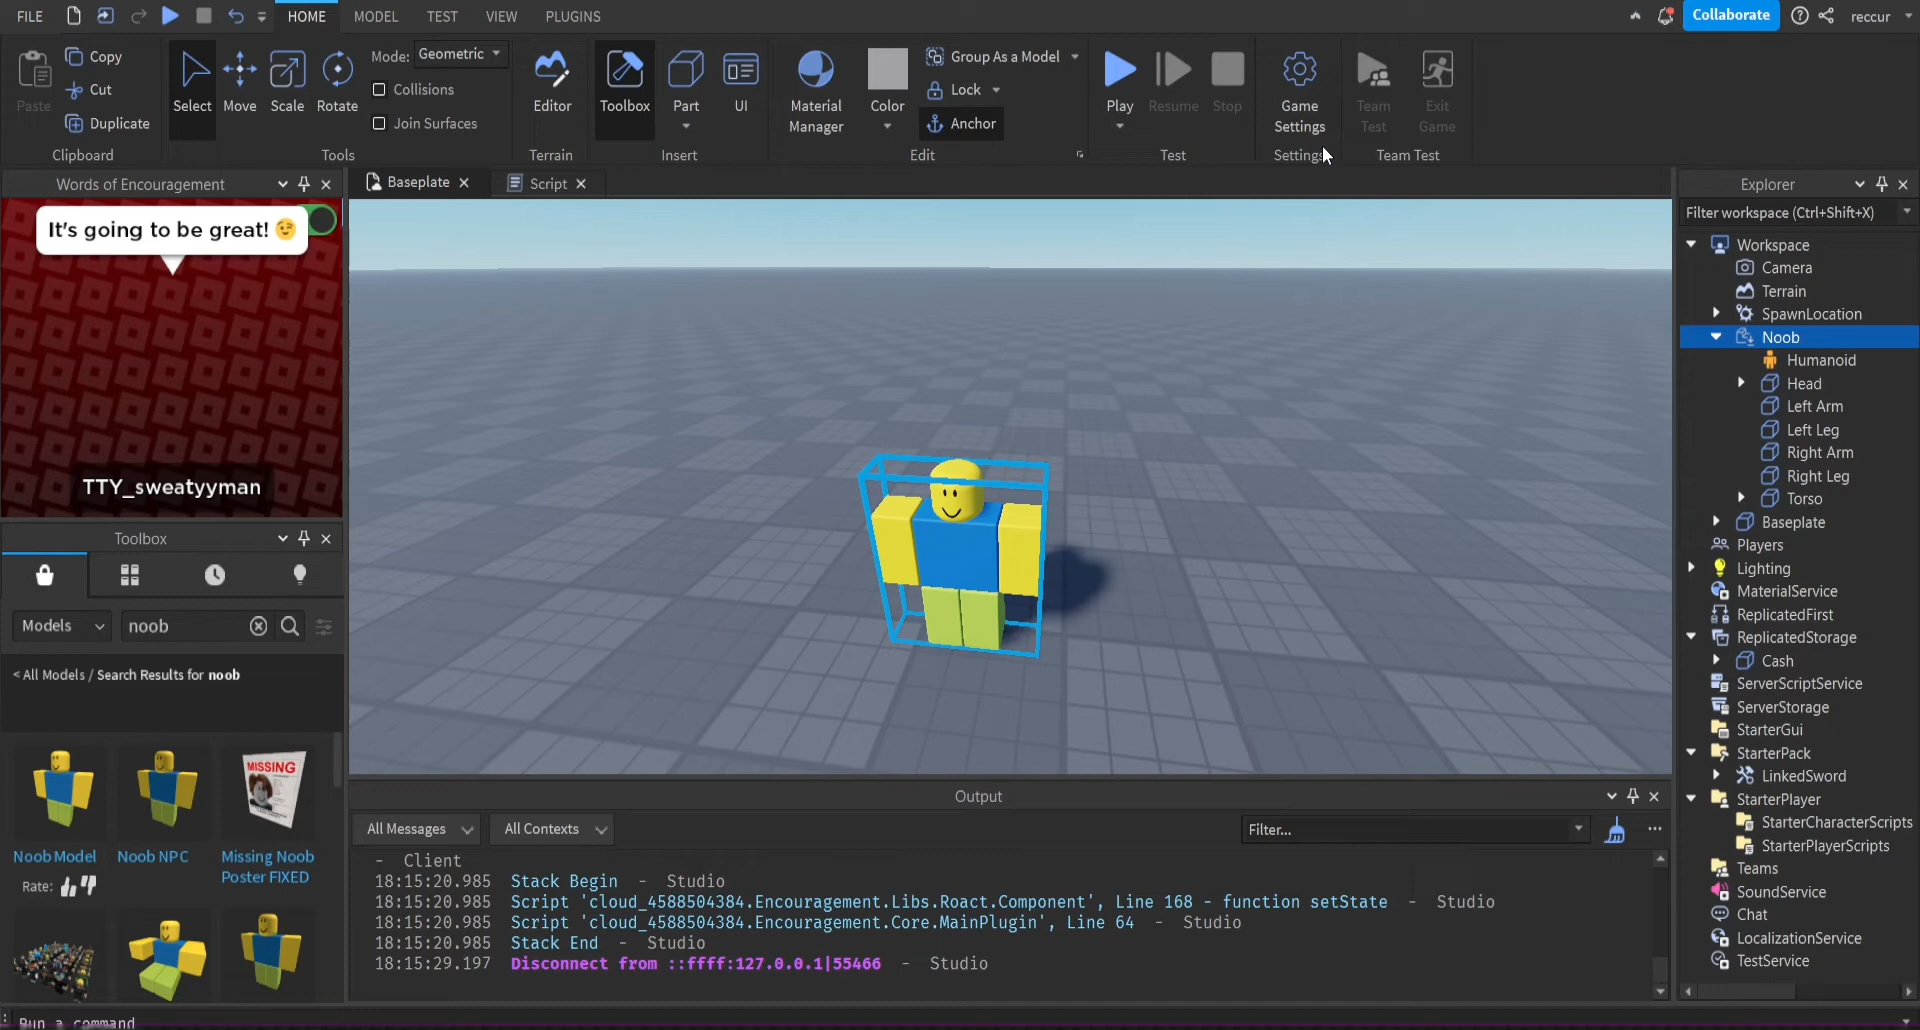 FILE HOME MODEL TEST VIEW PLUGINS Collaborate reccur
Paste Copy Cut Duplicate
Clipboard
Select Move Scale Rotate
Mode: Geometric
Collisions
Join Surfaces
Tools
Editor
Terrain
Toolbox Part UI
Insert
Material Manager Color
Group As a Model
Lock
Anchor
Edit
Play Resume Stop
Test
Game Settings
Settings
Team Test Exit Game
Team Test
Words of Encouragement
It's going to be great! 😉
TTY_sweatyyman
Toolbox
Models noob
< All Models / Search Results for noob
Noob Model Noob NPC Missing Noob Poster FIXED
Rate:
MISSING
Baseplate Script
Output
All Messages All Contexts Filter...
- Client
18:15:20.985 Stack Begin - Studio
18:15:20.985 Script 'cloud_4588504384.Encouragement.Libs.Roact.Component', Line 168 - function setState - Studio
18:15:20.985 Script 'cloud_4588504384.Encouragement.Core.MainPlugin', Line 64 - Studio
18:15:20.985 Stack End - Studio
18:15:29.197 Disconnect from ::ffff:127.0.0.1|55466 - Studio
Run a command
Explorer
Filter workspace (Ctrl+Shift+X)
Workspace
Camera
Terrain
SpawnLocation
Noob
Humanoid
Head
Left Arm
Left Leg
Right Arm
Right Leg
Torso
Baseplate
Players
Lighting
MaterialService
ReplicatedFirst
ReplicatedStorage
Cash
ServerScriptService
ServerStorage
StarterGui
StarterPack
LinkedSword
StarterPlayer
StarterCharacterScripts
StarterPlayerScripts
Teams
SoundService
Chat
LocalizationService
TestService